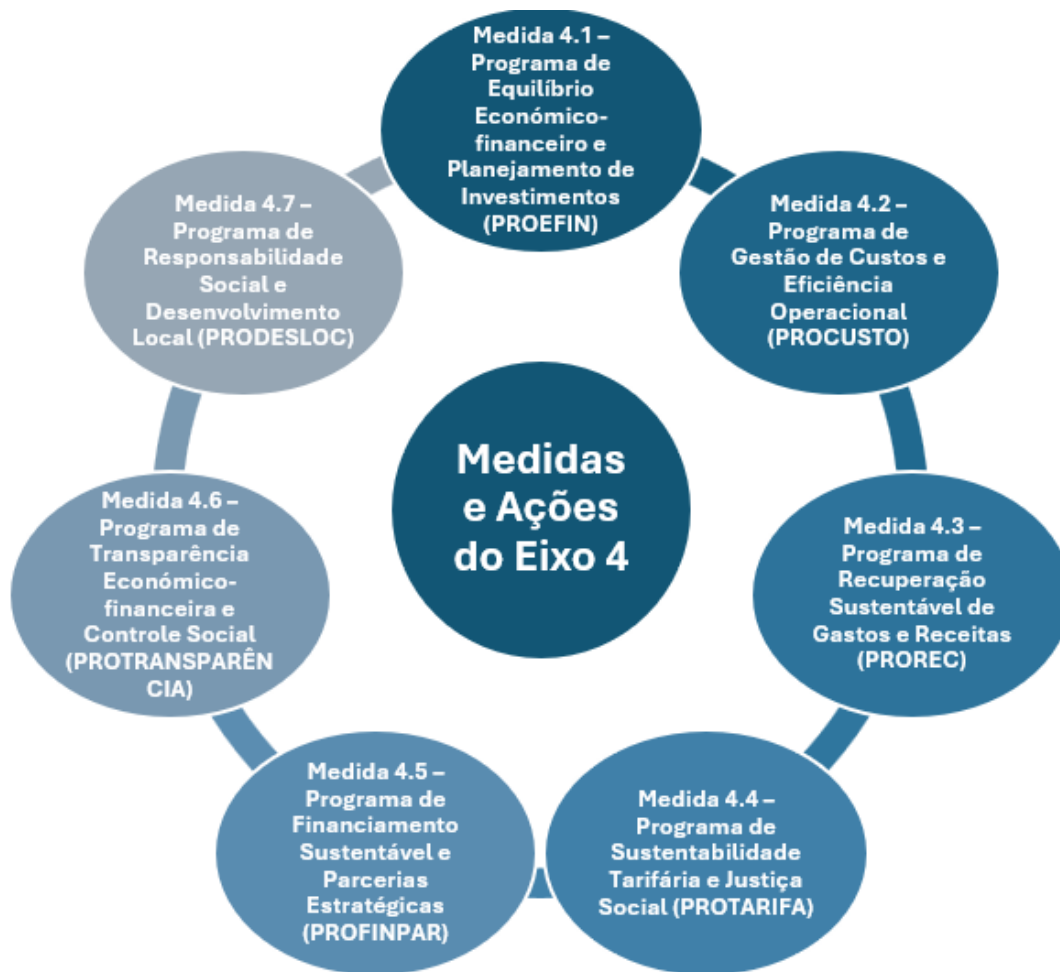 Medida 4.1 –
Programa de
Equilíbrio
Económico-
financeiro e
Planejamento de
Investimentos
(PROEFIN)
Medida 4.2 –
Programa de
Gestão de Custos e
Eficiência
Operacional
(PROCUSTO)
Medida 4.3 –
Programa de
Recuperação
Sustentável de
Gastos e Receitas
(PROREC)
Medida 4.4 –
Programa de
Sustentabilidade
Tarifária e Justiça
Social (PROTARIFA)
Medida 4.5 –
Programa de
Financiamento
Sustentável e
Parcerias
Estratégicas
(PROFINPAR)
Medida 4.6 –
Programa de
Transparência
Económico-
financeira e
Controle Social
(PROTRANSPARÊN
CIA)
Medida 4.7 –
Programa de
Responsabilidade
Social e
Desenvolvimento
Local (PRODESLOC)
Medidas
e Ações
do Eixo 4